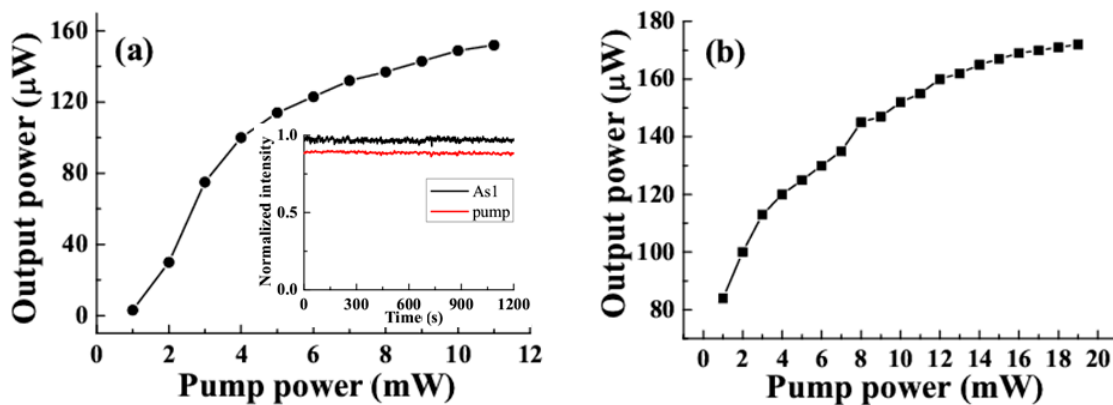 (a)
Output power (μW)
160
120
80
40
0
0 2 4 6 8 10 12
Pump power (mW)
Normalized intensity
1.0
0.5
0.0
As1
pump
0 300 600 900 1200
Time (s)
(b)
Output power (μW)
180
160
140
120
100
80
0 2 4 6 8 10 12 14 16 18 20
Pump power (mW)